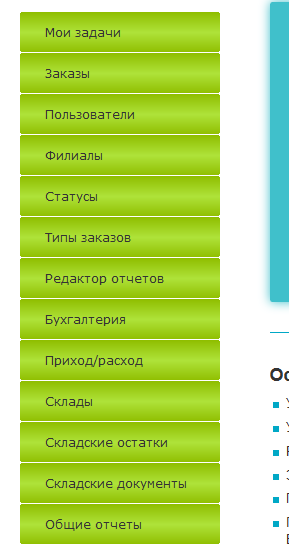 Мои задачи
Заказы
Пользователи
Филиалы
Статусы
Типы заказов
Редактор отчетов
Бухгалтерия
Приход/расход
Склады
Складские остатки
Складские документы
Общие отчеты